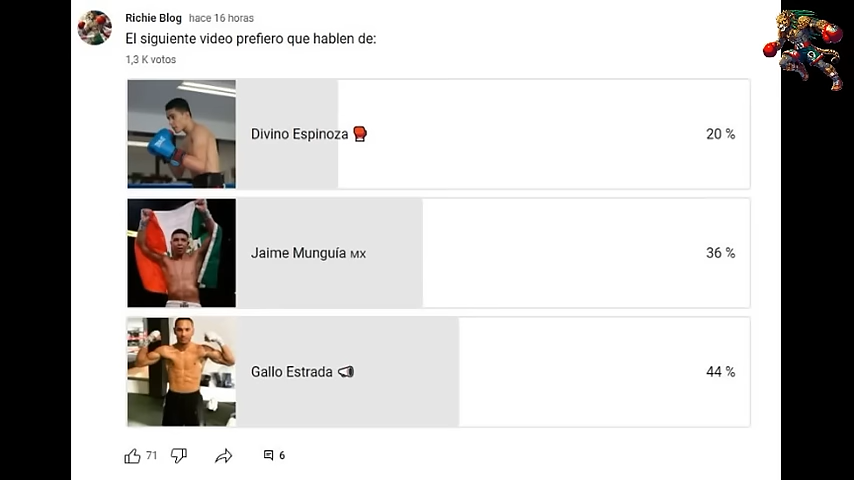 Richie Blog hace 16 horas
El siguiente video prefiero que hablen de:
1,3 K votos
Divino Espinoza 🥊 20 %
Jaime Munguía MX 36 %
Gallo Estrada 44 %
71 6